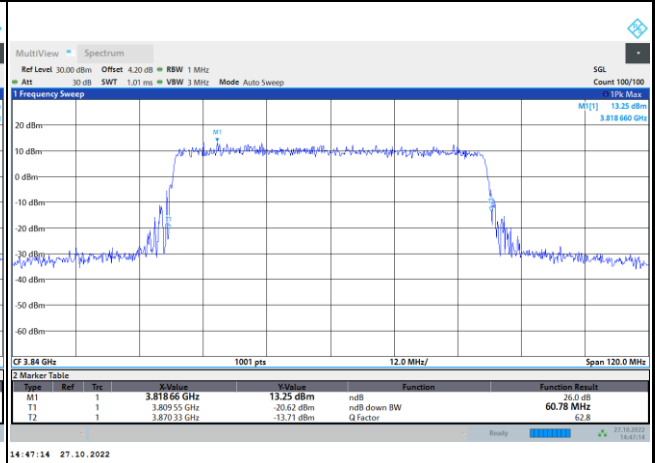 MultiView Spectrum
Ref Level 30.00 dBm Offset 4.20 dB RBW 1 MHz SGL
Att 30 dB SWT 1.01 ms VBW 3 MHz Mode Auto Sweep Count 100/100
1 Frequency Sweep 1Pk Max
M1[1] 13.25 dBm
3.818 660 GHz
20 dBm
M1
10 dBm
0 dBm
-10 dBm
-20 dBm
-30 dBm
-40 dBm
-50 dBm
-60 dBm
CF 3.84 GHz 1001 pts 12.0 MHz/ Span 120.0 MHz
2 Marker Table
Type Ref Trc X-Value Y-Value Function Function Result
M1 1 3.818 66 GHz 13.25 dBm ndB 26.0 dB
T1 1 3.809 55 GHz -20.62 dBm ndB down BW 60.78 MHz
T2 1 3.870 33 GHz -13.71 dBm Q Factor 62.8
Ready 27.10.2022
14:47:14
14:47:14 27.10.2022